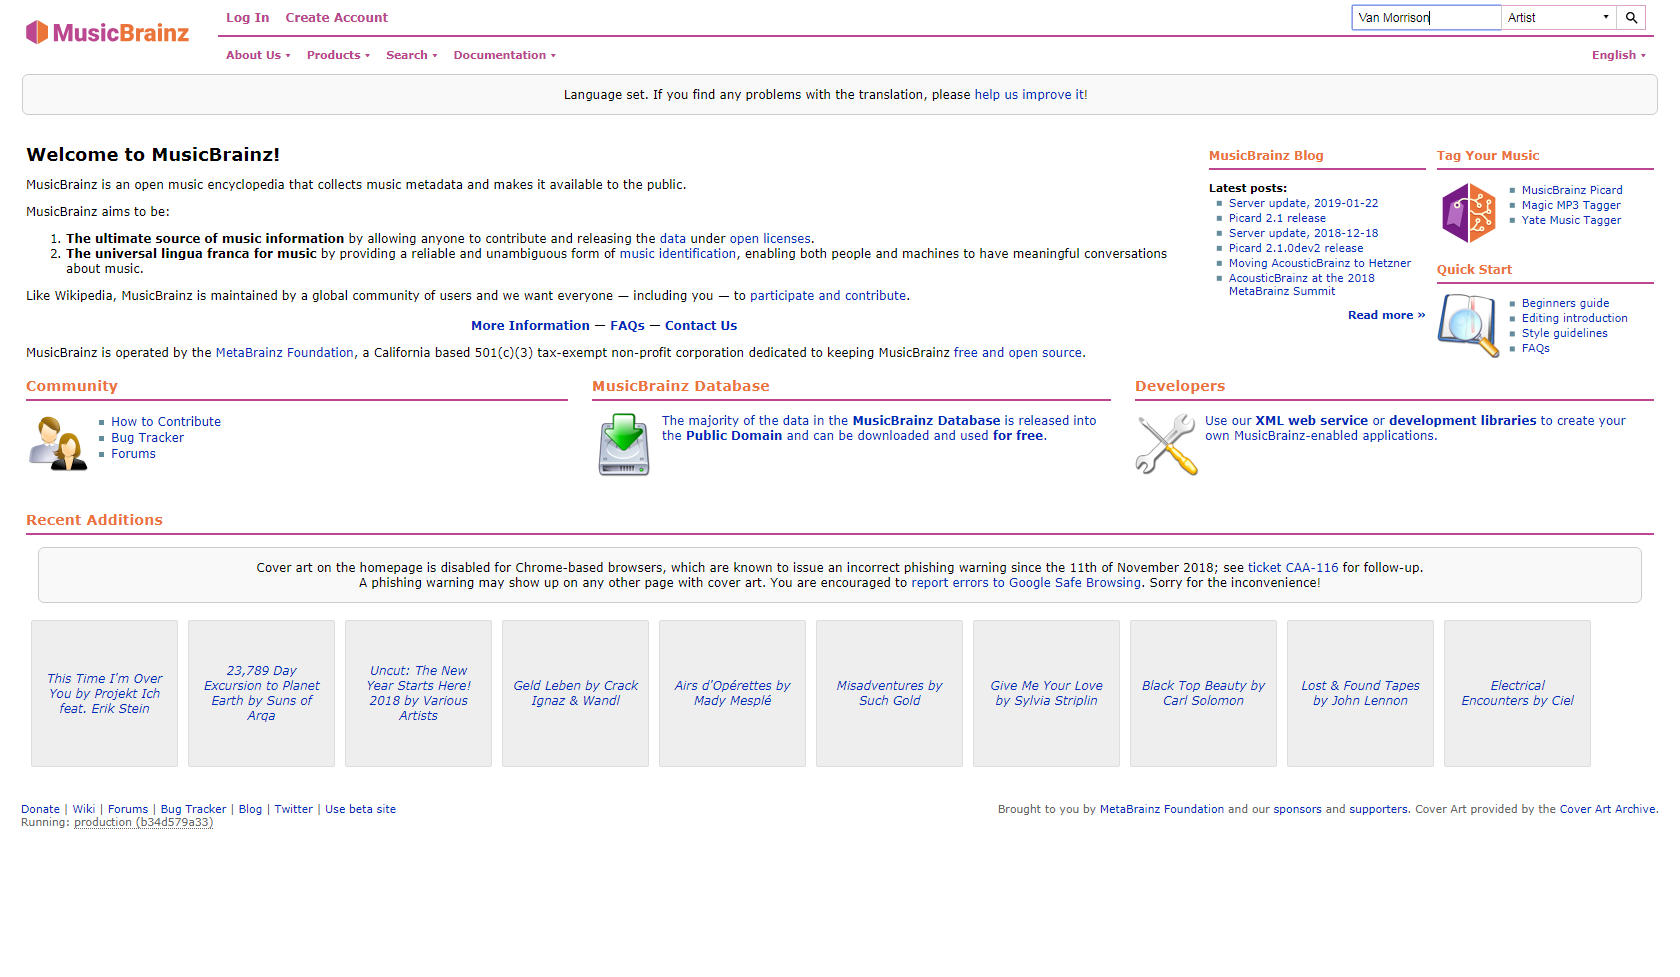 MusicBrainz
Log In Create Account
Van Morrison Artist
About Us Products Search Documentation English
Language set. If you find any problems with the translation, please help us improve it!
Welcome to MusicBrainz!
MusicBrainz is an open music encyclopedia that collects music metadata and makes it available to the public.
MusicBrainz aims to be:
1. The ultimate source of music information by allowing anyone to contribute and releasing the data under open licenses.
2. The universal lingua franca for music by providing a reliable and unambiguous form of music identification, enabling both people and machines to have meaningful conversations
about music.
Like Wikipedia, MusicBrainz is maintained by a global community of users and we want everyone — including you — to participate and contribute.
More Information — FAQs — Contact Us
MusicBrainz is operated by the MetaBrainz Foundation, a California based 501(c)(3) tax-exempt non-profit corporation dedicated to keeping MusicBrainz free and open source.
MusicBrainz Blog
Latest posts:
Server update, 2019-01-22
Picard 2.1 release
Server update, 2018-12-18
Picard 2.1.0dev2 release
Moving AcousticBrainz to Hetzner
AcousticBrainz at the 2018
MetaBrainz Summit
Read more »
Tag Your Music
MusicBrainz Picard
Magic MP3 Tagger
Yate Music Tagger
Quick Start
Beginners guide
Editing introduction
Style guidelines
FAQs
Community
How to Contribute
Bug Tracker
Forums
MusicBrainz Database
The majority of the data in the MusicBrainz Database is released into
the Public Domain and can be downloaded and used for free.
Developers
Use our XML web service or development libraries to create your
own MusicBrainz-enabled applications.
Recent Additions
Cover art on the homepage is disabled for Chrome-based browsers, which are known to issue an incorrect phishing warning since the 11th of November 2018; see ticket CAA-116 for follow-up.
A phishing warning may show up on any other page with cover art. You are encouraged to report errors to Google Safe Browsing. Sorry for the inconvenience!
This Time I'm Over
You by Projekt Ich
feat. Erik Stein
23,789 Day
Excursion to Planet
Earth by Suns of
Arqa
Uncut: The New
Year Starts Here!
2018 by Various
Artists
Geld Leben by Crack
Ignaz & Wandl
Airs d'Opérettes by
Mady Mesplé
Misadventures by
Such Gold
Give Me Your Love
by Sylvia Striplin
Black Top Beauty by
Carl Solomon
Lost & Found Tapes
by John Lennon
Electrical
Encounters by Ciel
Donate | Wiki | Forums | Bug Tracker | Blog | Twitter | Use beta site
Running: production (b34d579a33)
Brought to you by MetaBrainz Foundation and our sponsors and supporters. Cover Art provided by the Cover Art Archive.